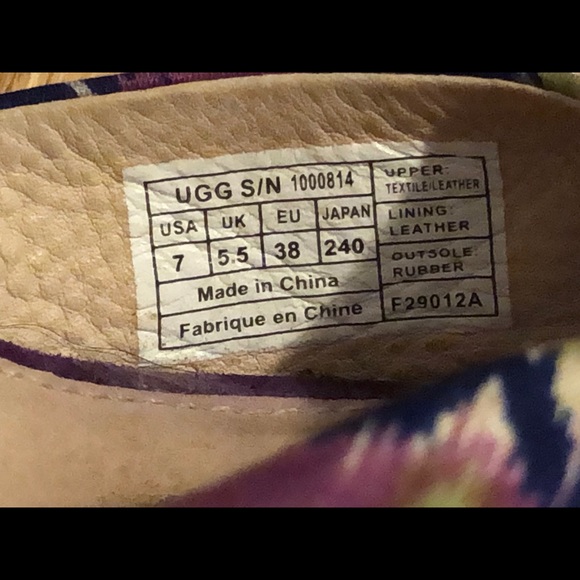 UGG S/N 1000814
USA UK EU JAPAN
7 5.5 38 240
Made in China
Fabrique en Chine
UPPER:
TEXTILE/LEATHER
LINING:
LEATHER
OUTSOLE:
RUBBER
F29012A